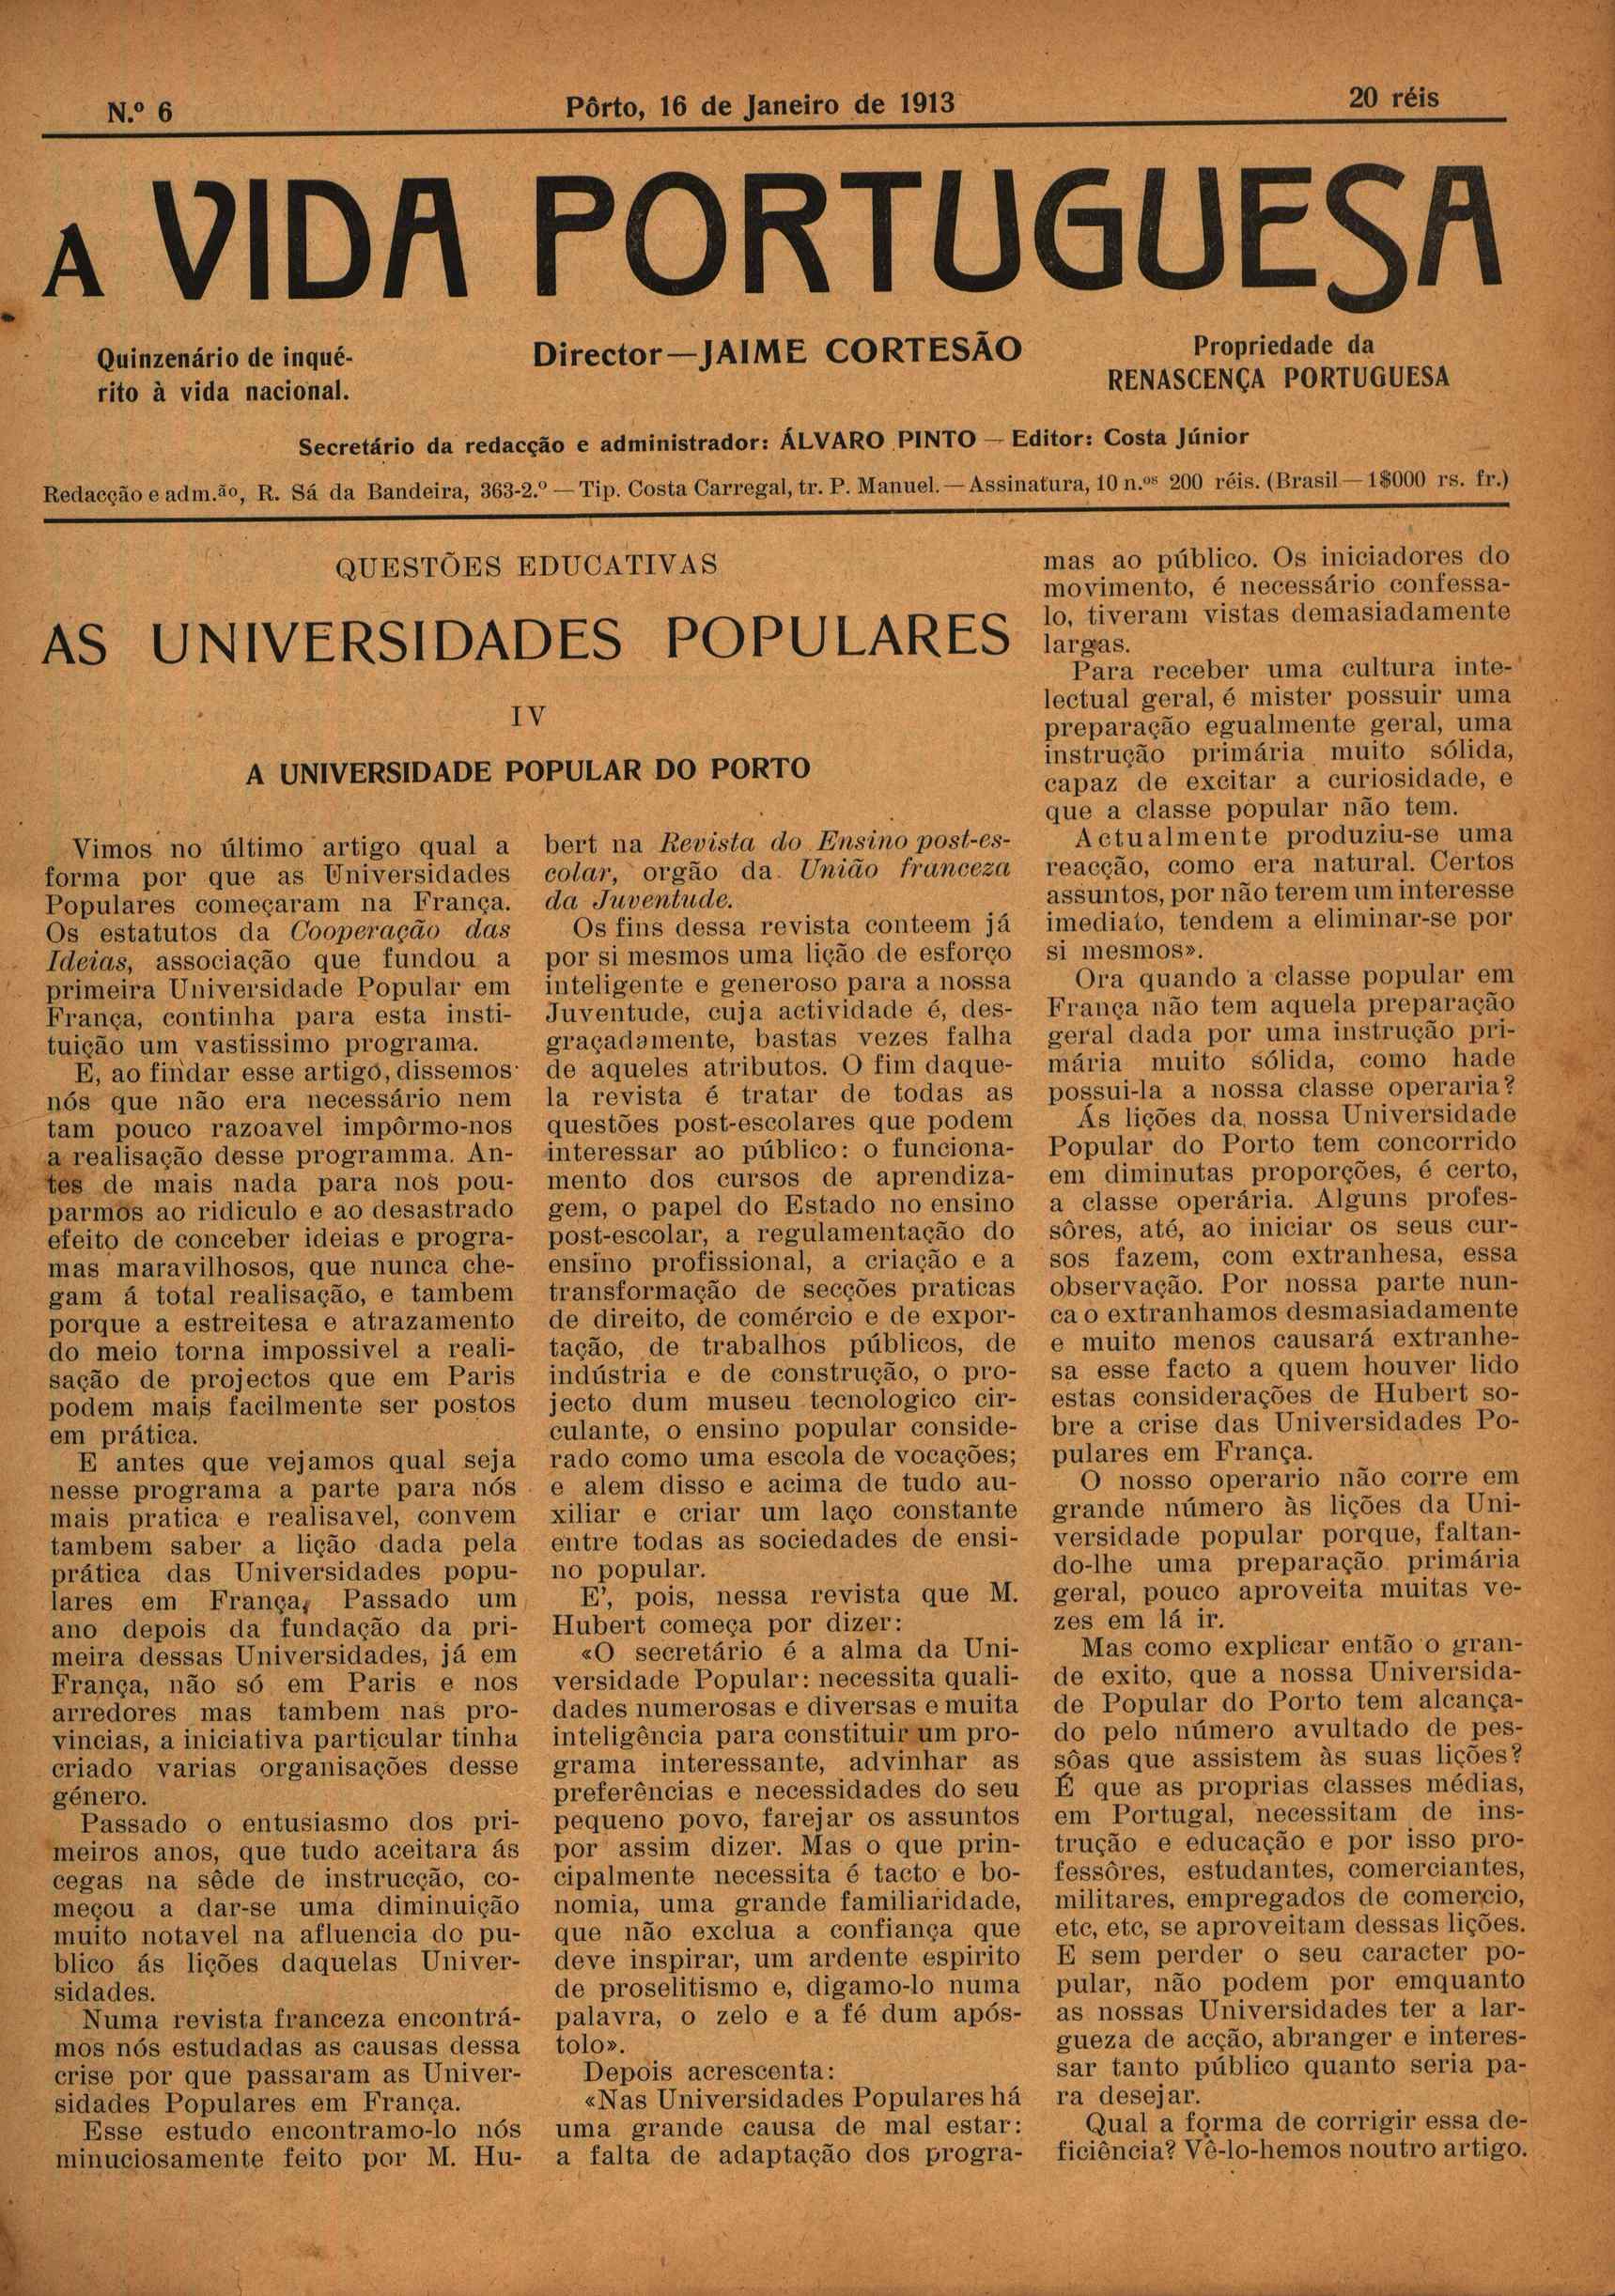 N.º 6
Pôrto, 16 de Janeiro de 1913
20 réis
A VIDA PORTUGUESA
Quinzenário de inqué-
rito à vida nacional.
Director—JAIME CORTESÃO
Propriedade da
RENASCENÇA PORTUGUESA
Secretário da redacção e administrador: ÁLVARO PINTO — Editor: Costa Júnior
Redacção e adm.ão, R. Sá da Bandeira, 363-2.º — Tip. Costa Carregal, tr. P. Manuel. — Assinatura, 10 n.os 200 réis. (Brasil — 1$000 rs. fr.)
QUESTÕES EDUCATIVAS
AS UNIVERSIDADES POPULARES
IV
A UNIVERSIDADE POPULAR DO PORTO
Vimos no último artigo qual a
forma por que as Universidades
Populares começaram na França.
Os estatutos da Cooperação das
Ideias, associação que fundou a
primeira Universidade Popular em
França, continha para esta insti-
tuição um vastissimo programa.
E, ao findar esse artigo, dissemos
nós que não era necessário nem
tam pouco razoavel impôrmo-nos
a realisação desse programma. An-
tes de mais nada para nos pou-
parmos ao ridiculo e ao desastrado
efeito de conceber ideias e progra-
mas maravilhosos, que nunca che-
gam á total realisação, e tambem
porque a estreitesa e atrazamento
do meio torna impossivel a reali-
sação de projectos que em Paris
podem mais facilmente ser postos
em prática.
E antes que vejamos qual seja
nesse programa a parte para nós
mais pratica e realisavel, convem
tambem saber a lição dada pela
prática das Universidades popu-
lares em França, Passado um
ano depois da fundação da pri-
meira dessas Universidades, já em
França, não só em Paris e nos
arredores mas tambem nas pro-
vincias, a iniciativa particular tinha
criado varias organisações desse
género.
Passado o entusiasmo dos pri-
meiros anos, que tudo aceitara ás
cegas na sêde de instrucção, co-
meçou a dar-se uma diminuição
muito notavel na afluencia do pu-
blico ás lições daquelas Univer-
sidades.
Numa revista franceza encontrá-
mos nós estudadas as causas dessa
crise por que passaram as Univer-
sidades Populares em França.
Esse estudo encontramo-lo nós
minuciosamente feito por M. Hu-
bert na Revista do Ensino post-es-
colar, orgão da União franceza
da Juventude.
Os fins dessa revista conteem já
por si mesmos uma lição de esforço
inteligente e generoso para a nossa
Juventude, cuja actividade é, des-
graçadamente, bastas vezes falha
de aqueles atributos. O fim daque-
la revista é tratar de todas as
questões post-escolares que podem
interessar ao público: o funciona-
mento dos cursos de aprendiza-
gem, o papel do Estado no ensino
post-escolar, a regulamentação do
ensino profissional, a criação e a
transformação de secções praticas
de direito, de comércio e de expor-
tação, de trabalhos públicos, de
indústria e de construção, o pro-
jecto dum museu tecnologico cir-
culante, o ensino popular conside-
rado como uma escola de vocações;
e alem disso e acima de tudo au-
xiliar e criar um laço constante
entre todas as sociedades de ensi-
no popular.
E', pois, nessa revista que M.
Hubert começa por dizer:
«O secretário é a alma da Uni-
versidade Popular: necessita quali-
dades numerosas e diversas e muita
inteligência para constituir um pro-
grama interessante, advinhar as
preferências e necessidades do seu
pequeno povo, farejar os assuntos
por assim dizer. Mas o que prin-
cipalmente necessita é tacto e bo-
nomia, uma grande familiaridade,
que não exclua a confiança que
deve inspirar, um ardente espirito
de proselitismo e, digamo-lo numa
palavra, o zelo e a fé dum após-
tolo».
Depois acrescenta:
«Nas Universidades Populares há
uma grande causa de mal estar:
a falta de adaptação dos progra-
mas ao público. Os iniciadores do
movimento, é necessário confessa-
lo, tiveram vistas demasiadamente
largas.
Para receber uma cultura inte-
lectual geral, é mister possuir uma
preparação egualmente geral, uma
instrução primária muito sólida,
capaz de excitar a curiosidade, e
que a classe popular não tem.
Actualmente produziu-se uma
reacção, como era natural. Certos
assuntos, por não terem um interesse
imediato, tendem a eliminar-se por
si mesmos».
Ora quando a classe popular em
França não tem aquela preparação
geral dada por uma instrução pri-
mária muito sólida, como hade
possui-la a nossa classe operaria?
Ás lições da nossa Universidade
Popular do Porto tem concorrido
em diminutas proporções, é certo,
a classe operária. Alguns profes-
sôres, até, ao iniciar os seus cur-
sos fazem, com extranhesa, essa
observação. Por nossa parte nun-
ca o extranhamos desmasiadamente
e muito menos causará extranhe-
sa esse facto a quem houver lido
estas considerações de Hubert so-
bre a crise das Universidades Po-
pulares em França.
O nosso operario não corre em
grande número às lições da Uni-
versidade popular porque, faltan-
do-lhe uma preparação primária
geral, pouco aproveita muitas ve-
zes em lá ir.
Mas como explicar então o gran-
de exito, que a nossa Universida-
de Popular do Porto tem alcança-
do pelo número avultado de pes-
sôas que assistem às suas lições?
É que as proprias classes médias,
em Portugal, necessitam de ins-
trução e educação e por isso pro-
fessôres, estudantes, comerciantes,
militares, empregados de comercio,
etc, etc, se aproveitam dessas lições.
E sem perder o seu caracter po-
pular, não podem por emquanto
as nossas Universidades ter a lar-
gueza de acção, abranger e interes-
sar tanto público quanto seria pa-
ra desejar.
Qual a forma de corrigir essa de-
ficiência? Vê-lo-hemos noutro artigo.